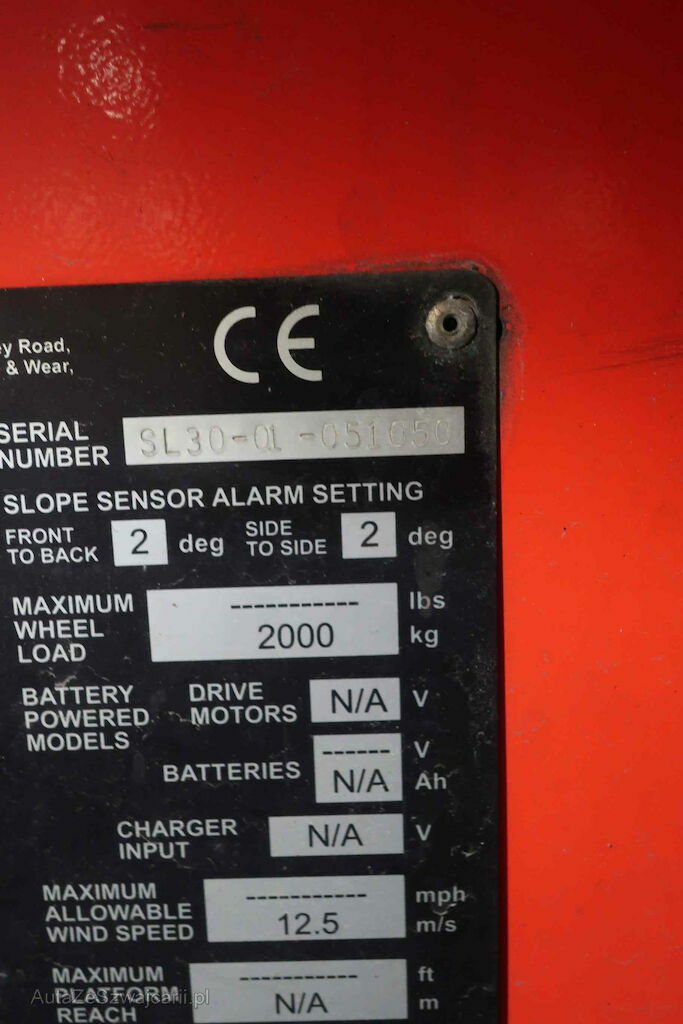 CE
ey Road,
& Wear,
SERIAL
NUMBER
SL30-01-051050
SLOPE SENSOR ALARM SETTING
FRONT
TO BACK
2 deg
SIDE
TO SIDE
2 deg
MAXIMUM
WHEEL
LOAD
----------- lbs
2000 kg
BATTERY
POWERED
MODELS
DRIVE
MOTORS
N/A V
BATTERIES
------ V
N/A Ah
CHARGER
INPUT
N/A V
MAXIMUM
ALLOWABLE
WIND SPEED
----------- mph
12.5 m/s
MAXIMUM
PLATFORM
REACH
----------- ft
N/A m
AutaZeSzwajcarii.pl